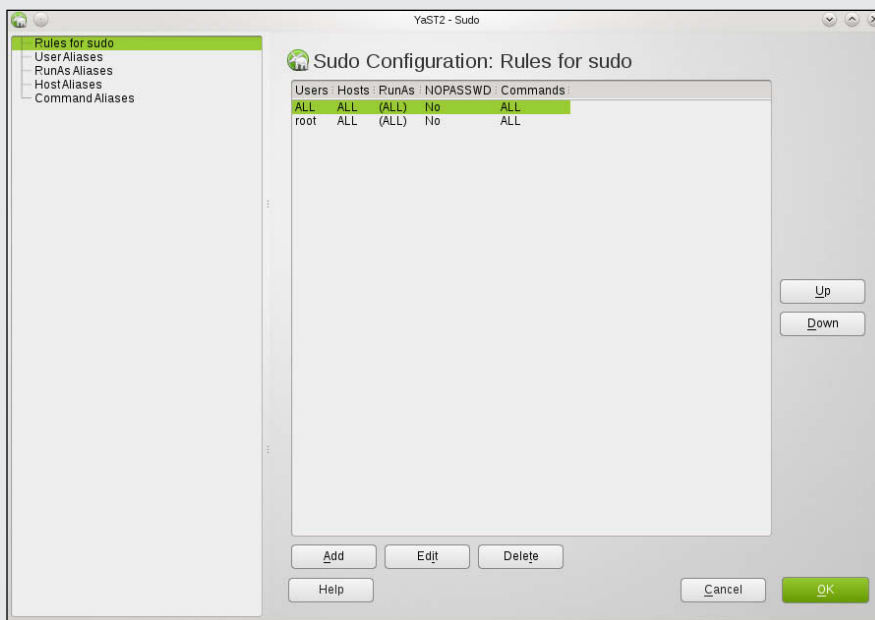 YaST2 - Sudo
Rules for sudo
User Aliases
RunAs Aliases
Host Aliases
Command Aliases
Sudo Configuration: Rules for sudo
Users Hosts RunAs NOPASSWD Commands
ALL ALL (ALL) No ALL
root ALL (ALL) No ALL
Up
Down
Add Edit Delete
Help Cancel OK